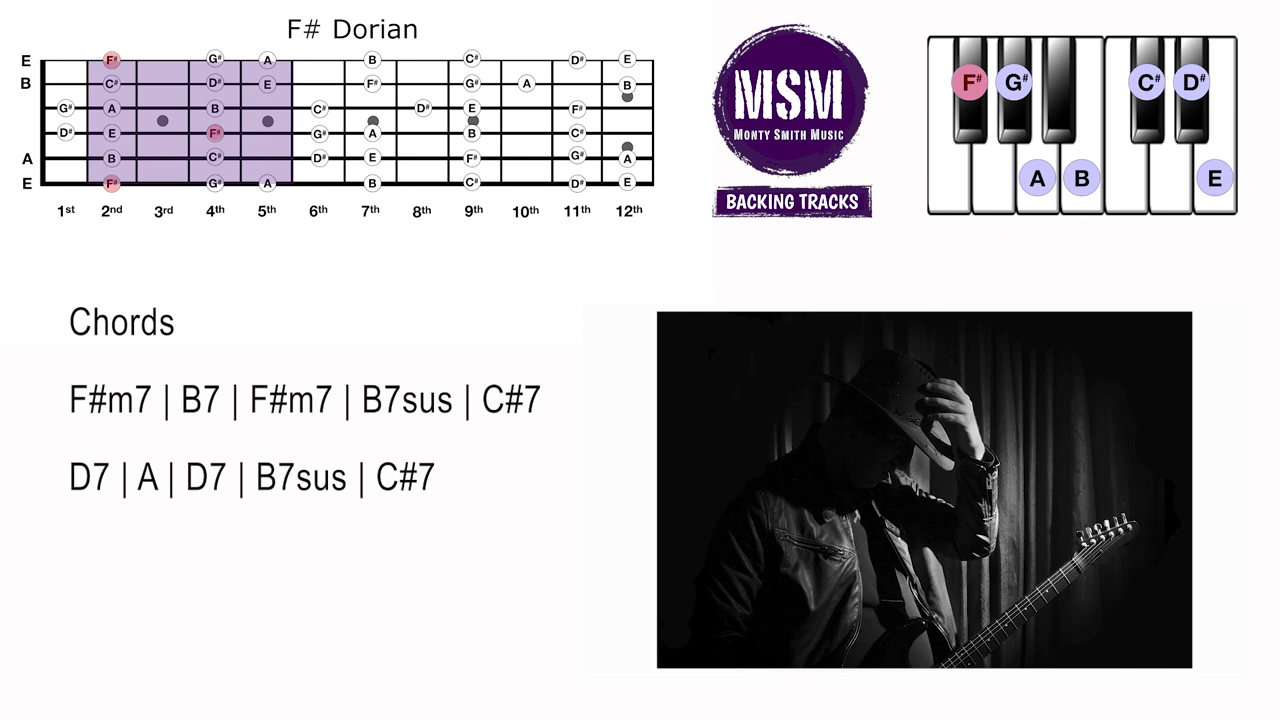 F# Dorian
E F# G# A B C# D# E
B C# D# E F# G# A B
G# A B C# D# E F#
D# E F# G# A B C#
A B C# D# E F# G# A
E F# G# A B C# D# E
1st 2nd 3rd 4th 5th 6th 7th 8th 9th 10th 11th 12th
MSM
MONTY SMITH MUSIC
BACKING TRACKS
F# G# C# D#
A B E
Chords
F#m7 | B7 | F#m7 | B7sus | C#7
D7 | A | D7 | B7sus | C#7